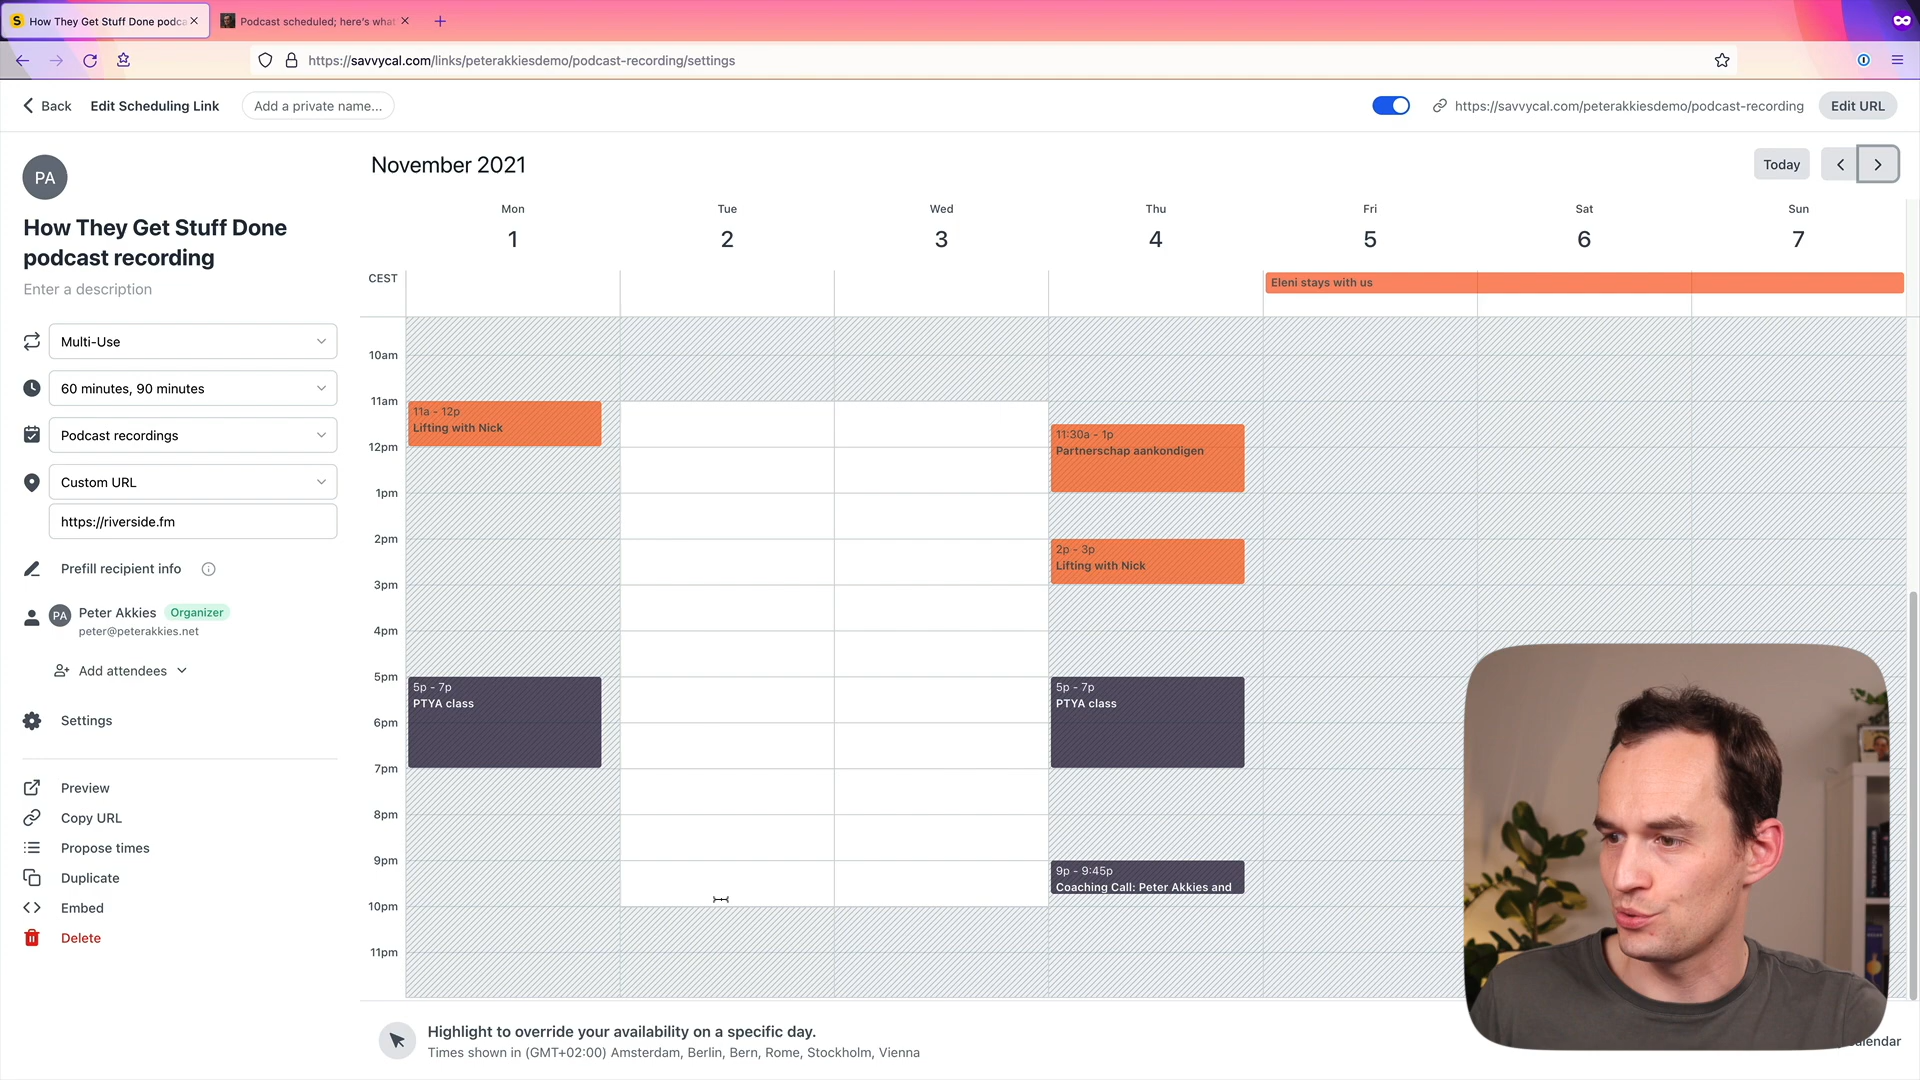 How They Get Stuff Done podca
Podcast scheduled; here's what
https://savvycal.com/links/peterakkiesdemo/podcast-recording/settings
Back
Edit Scheduling Link
Add a private name...
https://savvycal.com/peterakkiesdemo/podcast-recording
Edit URL
PA
How They Get Stuff Done
podcast recording
Enter a description
Multi-Use
60 minutes, 90 minutes
Podcast recordings
Custom URL
https://riverside.fm
Prefill recipient info
PA
Peter Akkies
Organizer
peter@peterakkies.net
Add attendees
Settings
Preview
Copy URL
Propose times
Duplicate
Embed
Delete
November 2021
Today
Mon
Tue
Wed
Thu
Fri
Sat
Sun
1
2
3
4
5
6
7
CEST
Eleni stays with us
10am
11am
12pm
1pm
2pm
3pm
4pm
5pm
6pm
7pm
8pm
9pm
10pm
11pm
11a - 12p
Lifting with Nick
5p - 7p
PTYA class
11:30a - 1p
Partnerschap aankondigen
2p - 3p
Lifting with Nick
5p - 7p
PTYA class
9p - 9:45p
Coaching Call: Peter Akkies and
Highlight to override your availability on a specific day.
Times shown in (GMT+02:00) Amsterdam, Berlin, Bern, Rome, Stockholm, Vienna